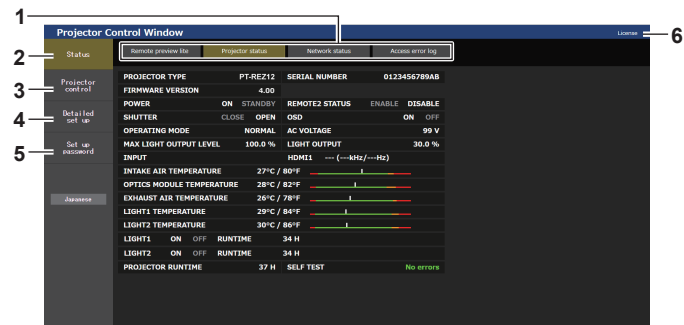 1
Projector Control Window
License
6
2
Status
Remote preview lite Projector status Network status Access error log
3
Projector
control
4
Detailed
set up
5
Set up
password
Japanese
PROJECTOR TYPE PT-REZ12 SERIAL NUMBER 0123456789AB
FIRMWARE VERSION 4.00
POWER ON STANDBY REMOTE2 STATUS ENABLE DISABLE
SHUTTER CLOSE OPEN OSD ON OFF
OPERATING MODE NORMAL AC VOLTAGE 99 V
MAX LIGHT OUTPUT LEVEL 100.0 % LIGHT OUTPUT 30.0 %
INPUT HDMI1 --- (---kHz/---Hz)
INTAKE AIR TEMPERATURE 27°C / 80°F
OPTICS MODULE TEMPERATURE 28°C / 82°F
EXHAUST AIR TEMPERATURE 26°C / 78°F
LIGHT1 TEMPERATURE 29°C / 84°F
LIGHT2 TEMPERATURE 30°C / 86°F
LIGHT1 ON OFF RUNTIME 34 H
LIGHT2 ON OFF RUNTIME 34 H
PROJECTOR RUNTIME 37 H SELF TEST No errors